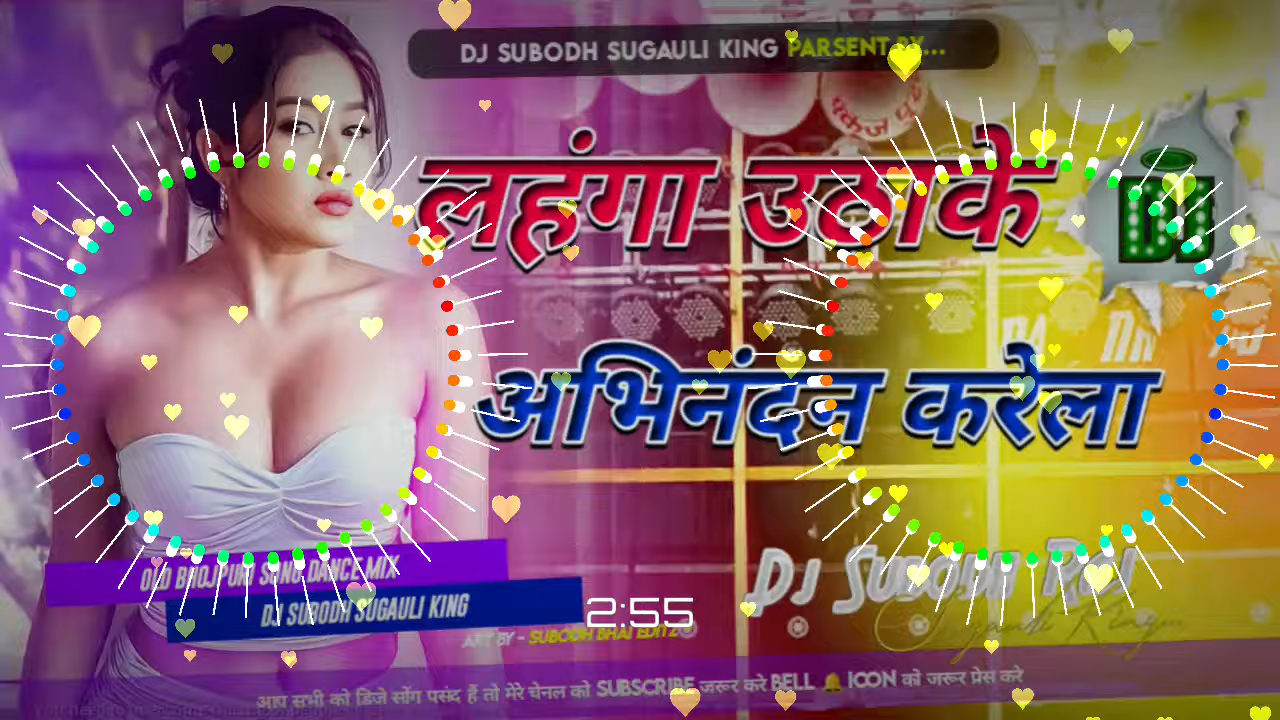 DJ SUBODH SUGAULI KING PARSENT BY...
पंकज
लहंगा उठाके
DJ
अभिनंदन करेला
OLD BHOJPURI SONG DANCE MIX
DJ SUBODH SUGAULI KING
Dj Subodh Raj
2:55
ART BY - SUBODH BHAI EDITZ
आप सभी को डिजे सोंग पसंद हैं तो मेरे चेनल को SUBSCRIBE जरूर करे BELL 🔔 ICON को जरूर प्रेस करे